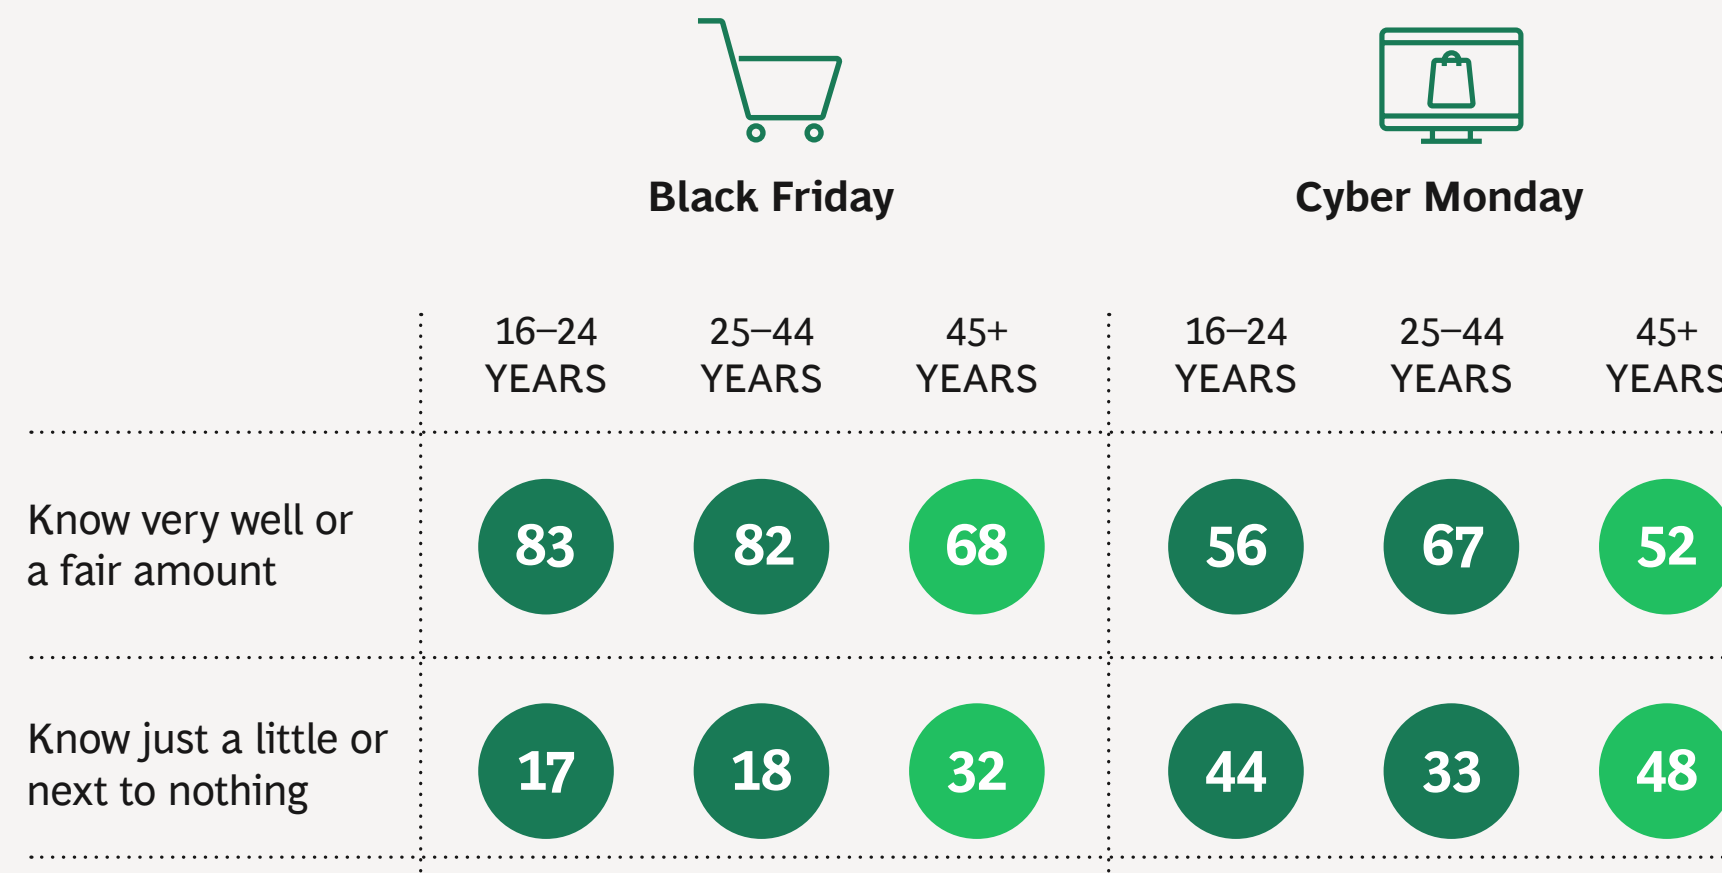 Black Friday
Cyber Monday
16–24 25–44 45+ 16–24 25–44 45+
YEARS YEARS YEARS YEARS YEARS YEARS
Know very well or
a fair amount
83 82 68 56 67 52
Know just a little or
next to nothing
17 18 32 44 33 48